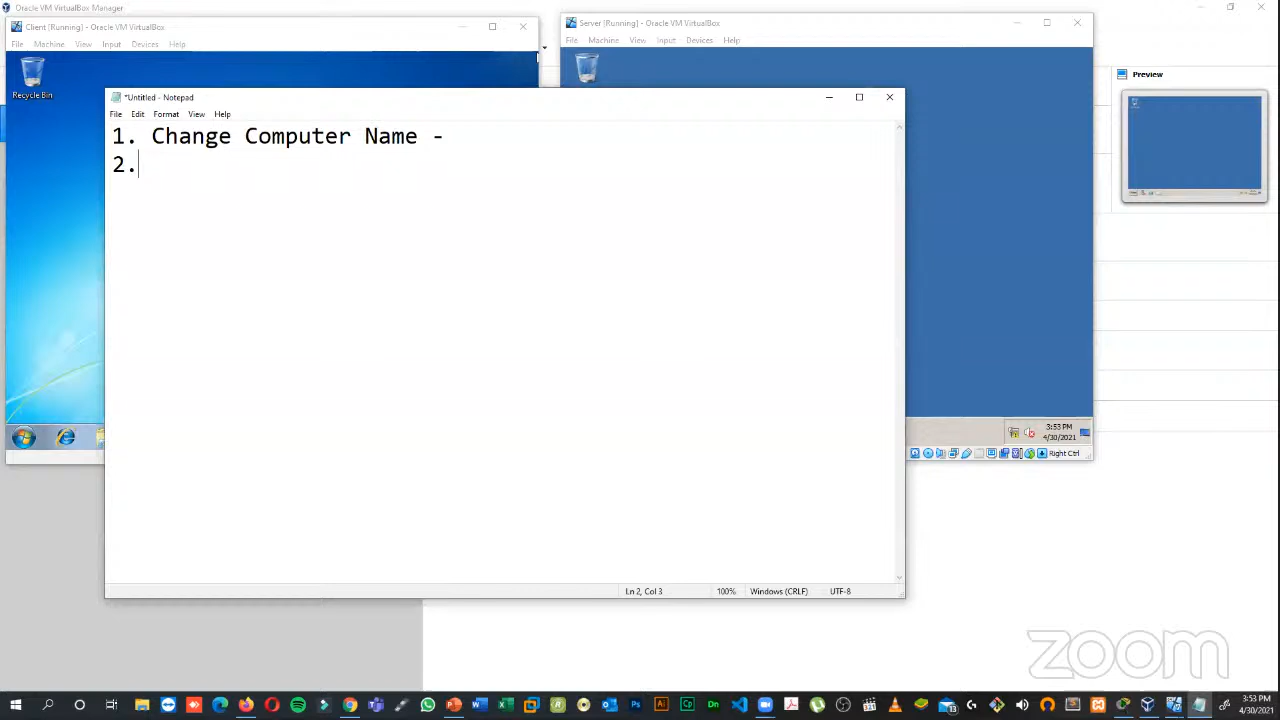 Oracle VM VirtualBox Manager
Client [Running] - Oracle VM VirtualBox
File Machine View Input Devices Help
Recycle Bin
Server [Running] - Oracle VM VirtualBox
File Machine View Input Devices Help
Preview
*Untitled - Notepad
File Edit Format View Help
1. Change Computer Name -
2.
Ln 2, Col 3 100% Windows (CRLF) UTF-8
3:53 PM
4/30/2021
Right Ctrl
zoom
3:53 PM
4/30/2021